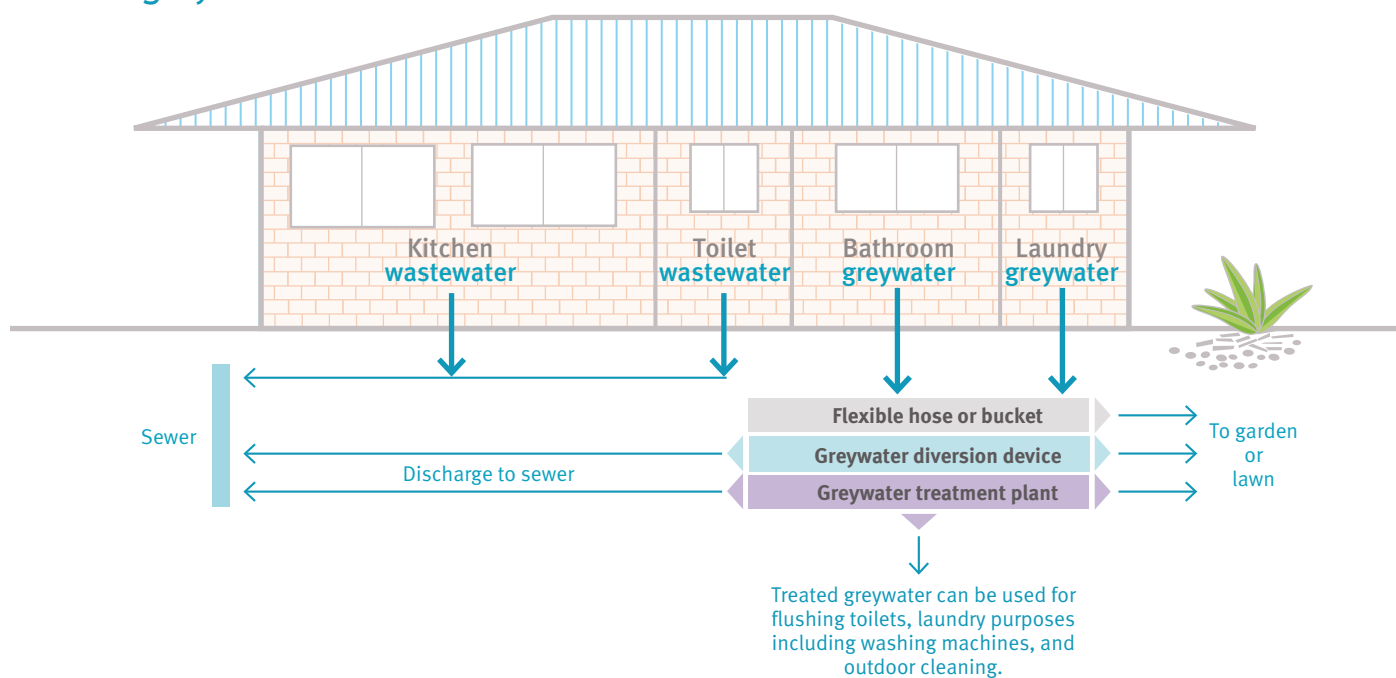 Kitchen
wastewater
Toilet
wastewater
Bathroom
greywater
Laundry
greywater
Sewer
Discharge to sewer
Flexible hose or bucket
Greywater diversion device
Greywater treatment plant
To garden
or
lawn
Treated greywater can be used for
flushing toilets, laundry purposes
including washing machines, and
outdoor cleaning.